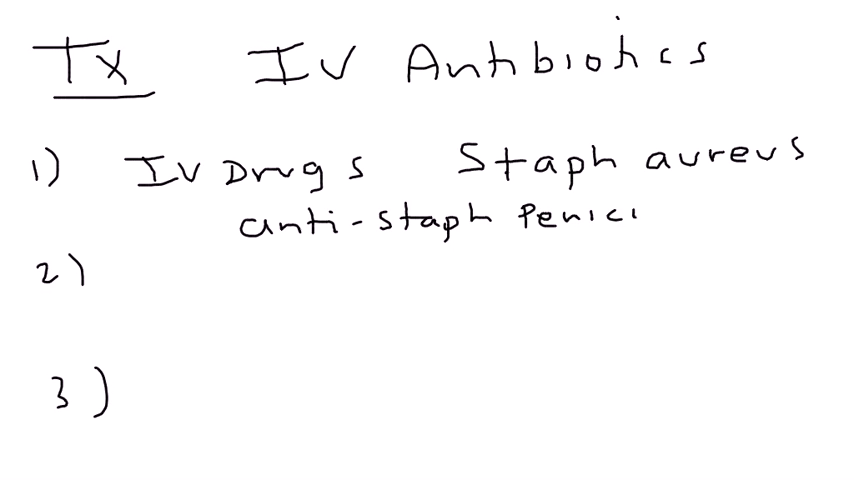 Tx IV Antibiotics
1) IV Drugs Staph aureus
anti-staph Penici
2)
3)